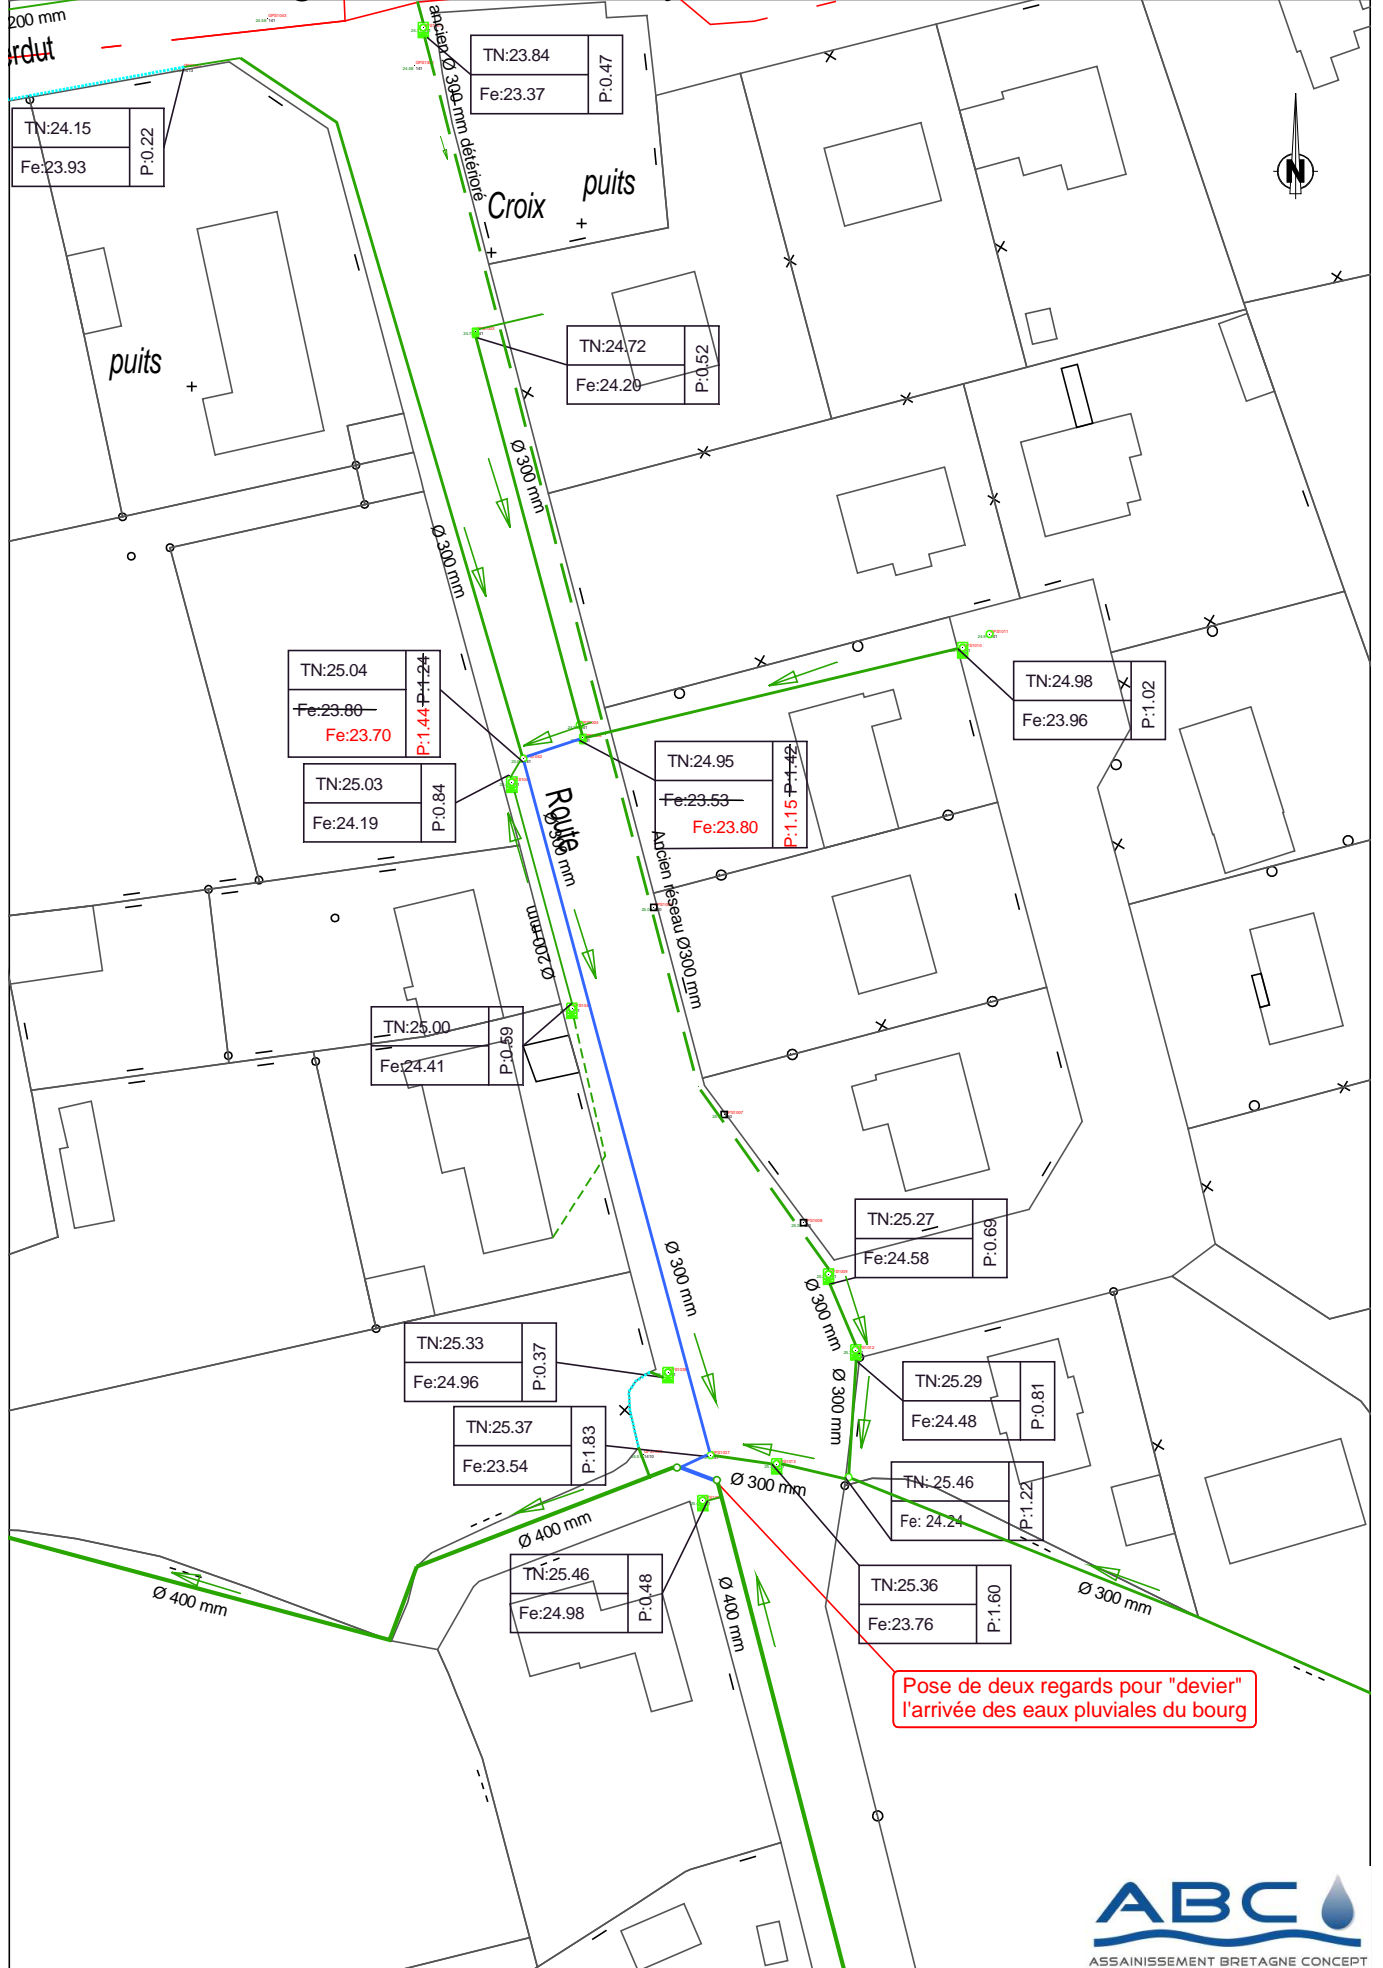 200 mm
erdut
TN:24.15
Fe:23.93
P:0.22
ancien Ø 300 mm détérioré
TN:23.84
Fe:23.37
P:0.47
Croix
puits
N
puits
TN:24.72
Fe:24.20
P:0.52
Ø 300 mm
Ø 300 mm
TN:25.04
Fe:23.80
Fe:23.70
P:1.44 P:1.24
TN:25.03
Fe:24.19
P:0.84
TN:24.98
Fe:23.96
P:1.02
TN:24.95
Fe:23.53
Fe:23.80
P:1.15 P:1.42
Route
Ø 300 mm
Ancien réseau Ø300 mm
Ø 200 mm
TN:25.00
Fe:24.41
P:0.59
TN:25.27
Fe:24.58
P:0.69
Ø 300 mm
Ø 300 mm
TN:25.33
Fe:24.96
P:0.37
TN:25.29
Fe:24.48
P:0.81
Ø 300 mm
TN:25.37
Fe:23.54
P:1.83
Ø 300 mm
TN: 25.46
Fe: 24.24
P:1.22
Ø 400 mm
TN:25.46
Fe:24.98
P:0.48
Ø 400 mm
TN:25.36
Fe:23.76
P:1.60
Ø 300 mm
Ø 400 mm
Pose de deux regards pour "devier"
l'arrivée des eaux pluviales du bourg
ABC
ASSAINISSEMENT BRETAGNE CONCEPT